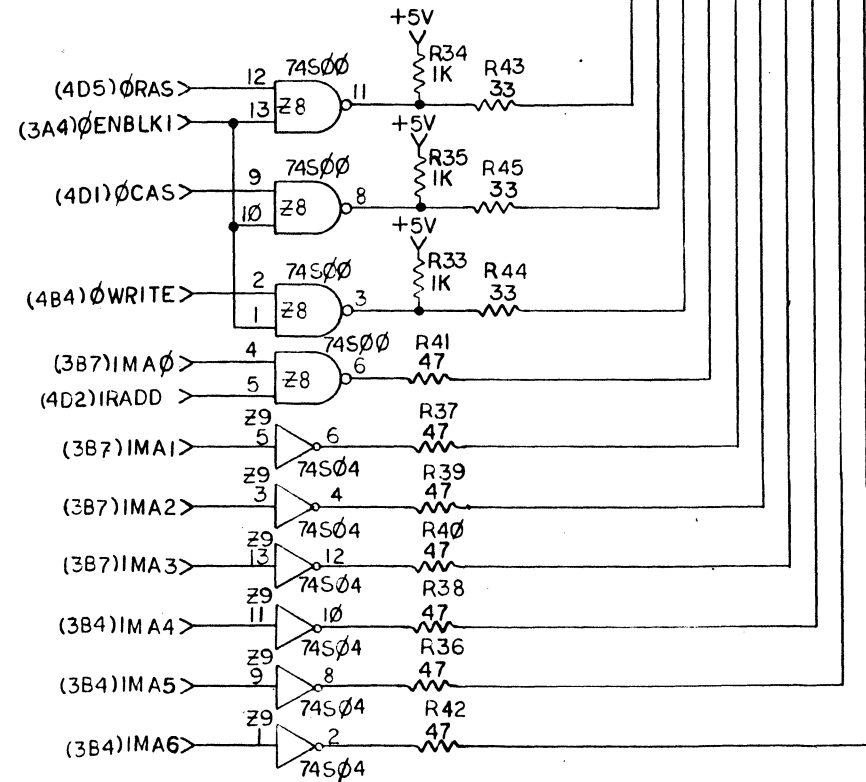 +5V
R34
1K
R43
33
74SØØ
(4D5)ØRAS
12
11
Z8
(3A4)ØENBLK1
13
+5V
R35
1K
R45
33
74SØØ
(4D1)ØCAS
9
8
Z8
1Ø
+5V
R33
1K
R44
33
74SØØ
(4B4)ØWRITE
2
3
Z8
1
74SØØ
R41
47
(3B7)IMAØ
4
6
Z8
(4D2)IRADD
5
Z9
R37
47
(3B7)IMA1
5
6
74SØ4
Z9
R39
47
(3B7)IMA2
3
4
74SØ4
Z9
R4Ø
47
(3B7)IMA3
13
12
74SØ4
Z9
R38
47
(3B4)IMA4
11
1Ø
74SØ4
Z9
R36
47
(3B4)IMA5
9
8
74SØ4
Z9
R42
47
(3B4)IMA6
1
2
74SØ4